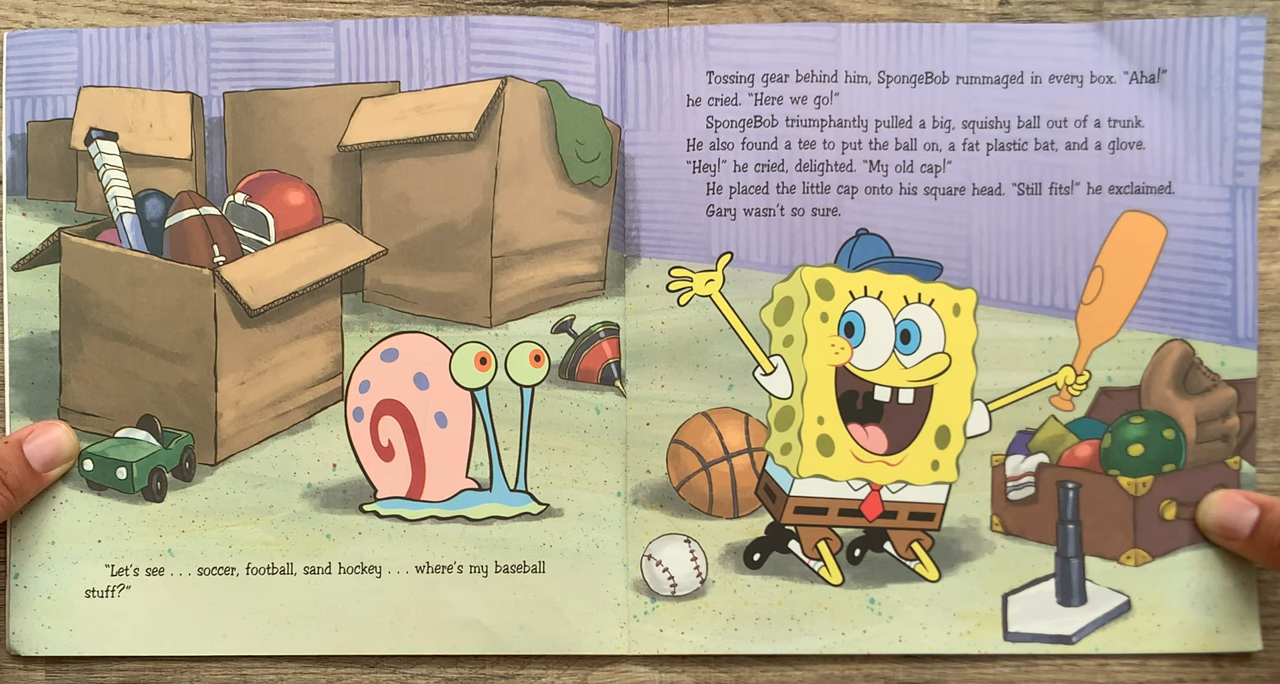 "Let's see . . . soccer, football, sand hockey . . . where's my baseball
stuff?"
Tossing gear behind him, SpongeBob rummaged in every box. "Aha!"
he cried. "Here we go!"
SpongeBob triumphantly pulled a big, squishy ball out of a trunk.
He also found a tee to put the ball on, a fat plastic bat, and a glove.
"Hey!" he cried, delighted. "My old cap!"
He placed the little cap onto his square head. "Still fits!" he exclaimed.
Gary wasn't so sure.